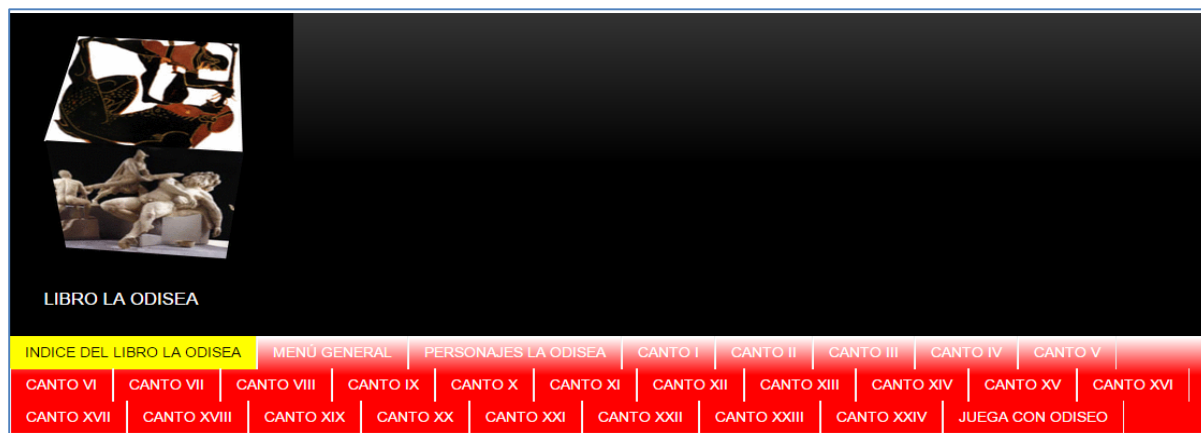 LIBRO LA ODISEA
INDICE DEL LIBRO LA ODISEA MENÚ GENERAL PERSONAJES LA ODISEA CANTO I CANTO II CANTO III CANTO IV CANTO V
CANTO VI CANTO VII CANTO VIII CANTO IX CANTO X CANTO XI CANTO XII CANTO XIII CANTO XIV CANTO XV CANTO XVI
CANTO XVII CANTO XVIII CANTO XIX CANTO XX CANTO XXI CANTO XXII CANTO XXIII CANTO XXIV JUEGA CON ODISEO